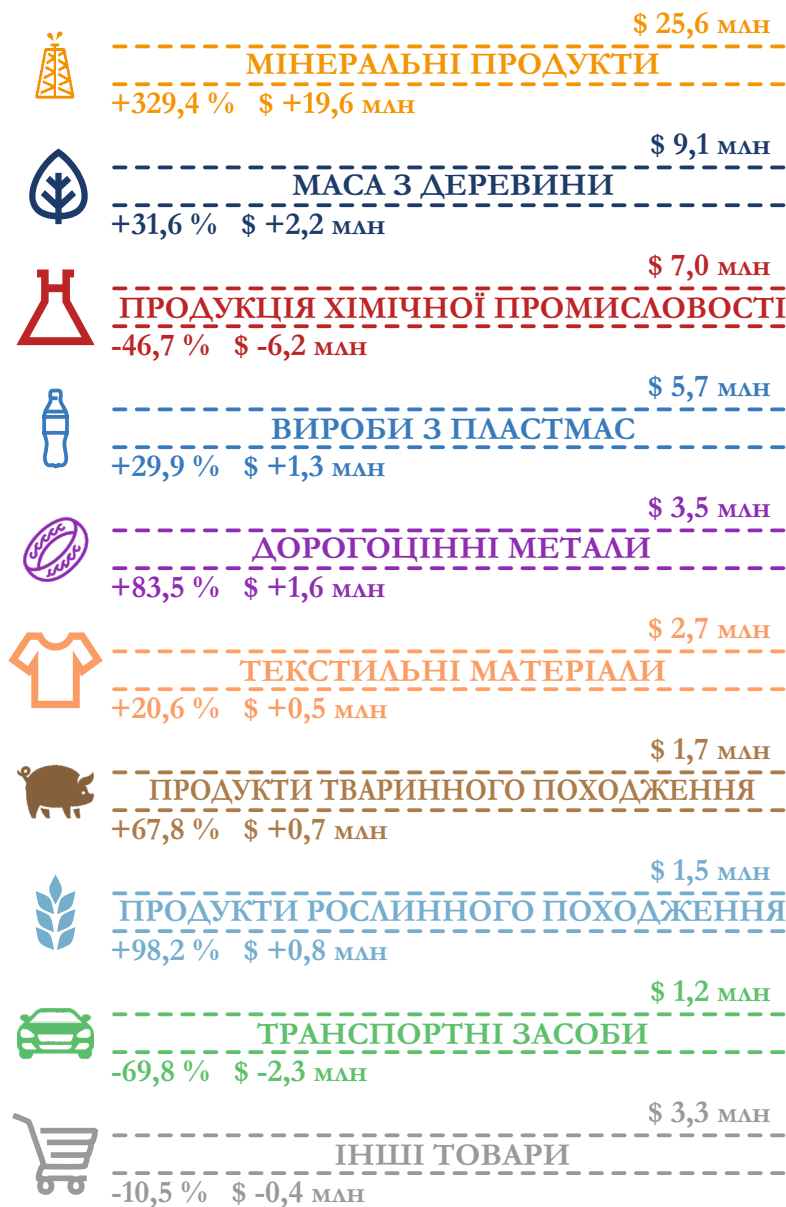 $ 25,6 млн
МІНЕРАЛЬНІ ПРОДУКТИ
+329,4 % $ +19,6 млн
$ 9,1 млн
МАСА З ДЕРЕВИНИ
+31,6 % $ +2,2 млн
$ 7,0 млн
ПРОДУКЦІЯ ХІМІЧНОЇ ПРОМИСЛОВОСТІ
-46,7 % $ -6,2 млн
$ 5,7 млн
ВИРОБИ З ПЛАСТМАС
+29,9 % $ +1,3 млн
$ 3,5 млн
ДОРОГОЦІННІ МЕТАЛИ
+83,5 % $ +1,6 млн
$ 2,7 млн
ТЕКСТИЛЬНІ МАТЕРІАЛИ
+20,6 % $ +0,5 млн
$ 1,7 млн
ПРОДУКТИ ТВАРИННОГО ПОХОДЖЕННЯ
+67,8 % $ +0,7 млн
$ 1,5 млн
ПРОДУКТИ РОСЛИННОГО ПОХОДЖЕННЯ
+98,2 % $ +0,8 млн
$ 1,2 млн
ТРАНСПОРТНІ ЗАСОБИ
-69,8 % $ -2,3 млн
$ 3,3 млн
ІНШІ ТОВАРИ
-10,5 % $ -0,4 млн